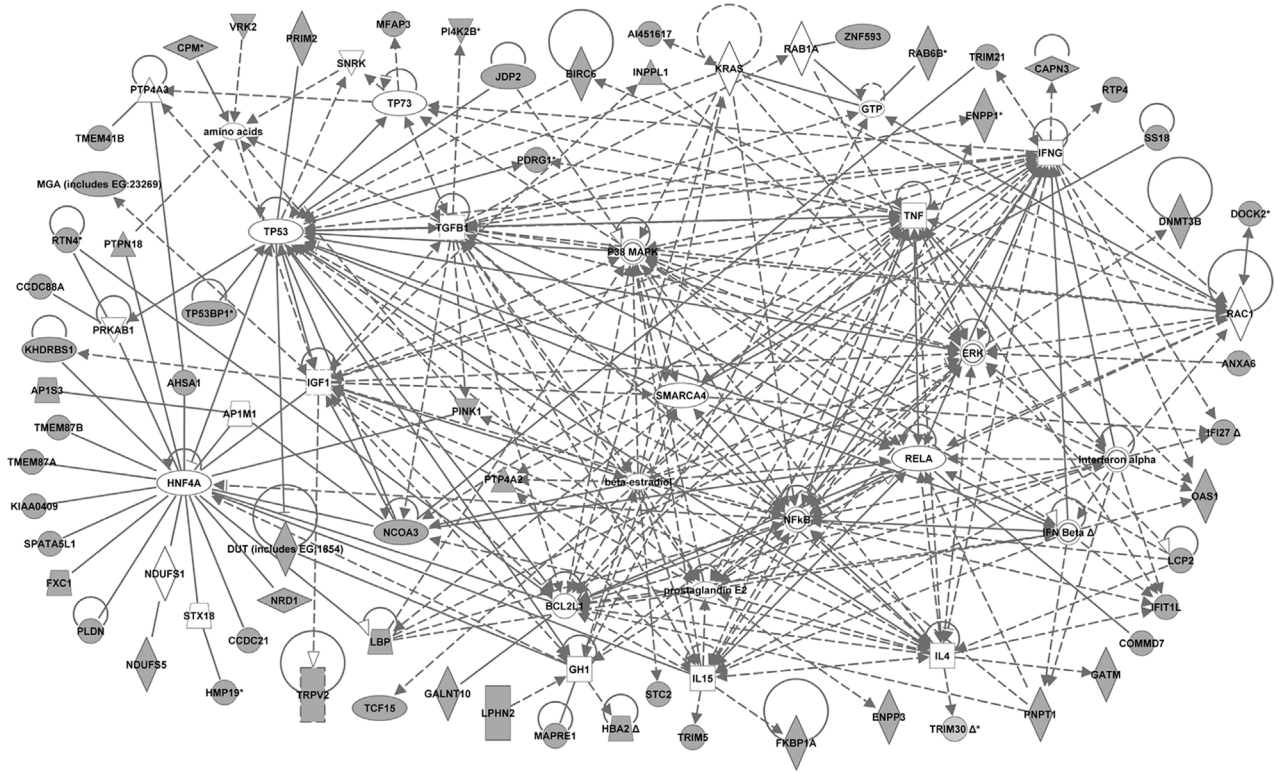 VRK2
MFAP3
PI4K2B*
CPM*
PRIM2
SNRK
JDP2
BIRC6
AI451617
INPPL1
KRAS
RAB1A
ZNF593
RAB6B*
TRIM21
CAPN3
RTP4
PTP4A3
TP73
GTP
ENPP1*
TMEM41B
amino acids
SS18
IFNG
PDRG1*
MGA (includes EG:23269)
DNMT3B
DOCK2*
RTN4*
PTPN18
TP53
TGFB1
P38 MAPK
TNF
CCDC88A
TP53BP1*
PRKAB1
RAC1
KHDRBS1
ERK
ANXA6
AP1S3
AHSA1
IGF1
SMARCA4
AP1M1
PINK1
TMEM87B
IFI27 Δ
TMEM87A
HNF4A
RELA
Interferon alpha
PTP4A2
beta-estradiol
OAS1
KIAA0409
NCOA3
NFkB
IFN Beta Δ
SPATA5L1
DUT (includes EG:1854)
LCP2
FXC1
NDUFS1
NRD1
BCL2L1
prostaglandin E2
IFIT1L
PLDN
STX18
CCDC21
LBP
COMMD7
NDUFS5
HMP19*
TRPV2
TCF15
GALNT10
GH1
IL15
IL4
GATM
LPHN2
MAPRE1
HBA2 Δ
STC2
TRIM5
FKBP1A
ENPP3
TRIM30 Δ*
PNPT1